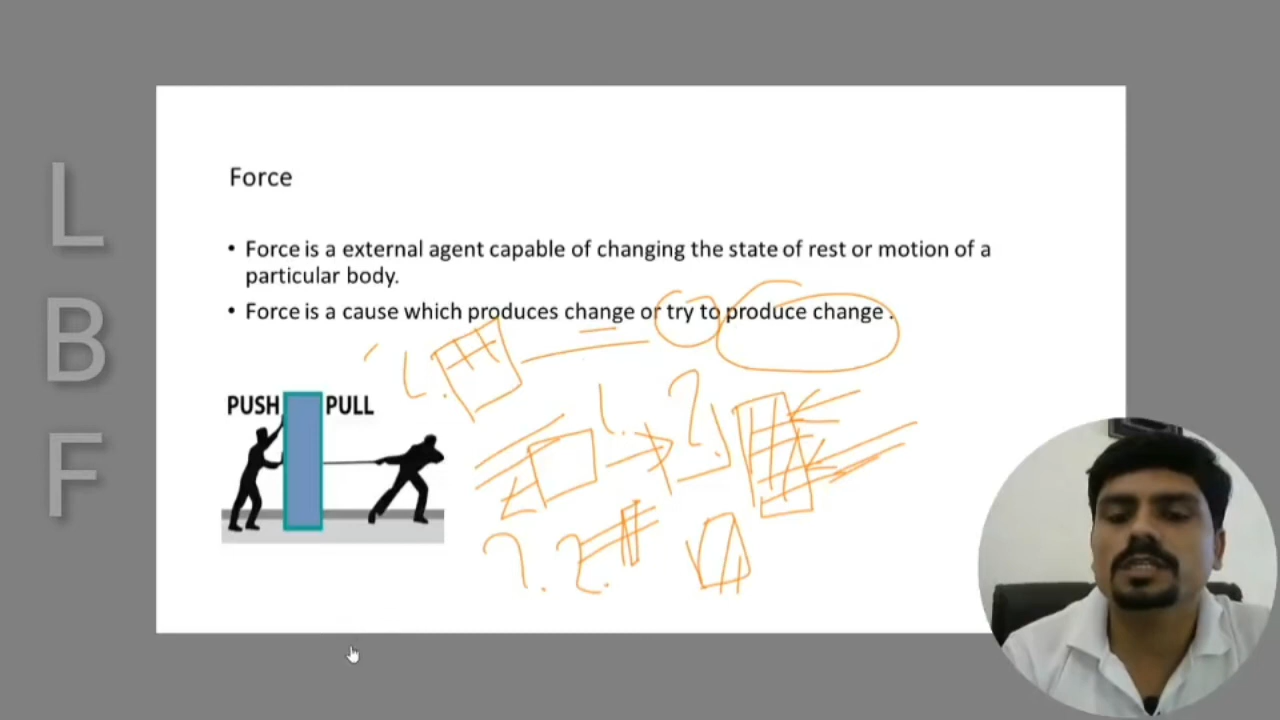 L
B
F
Force
• Force is a external agent capable of changing the state of rest or motion of a
particular body.
• Force is a cause which produces change or try to produce change .
PUSH PULL